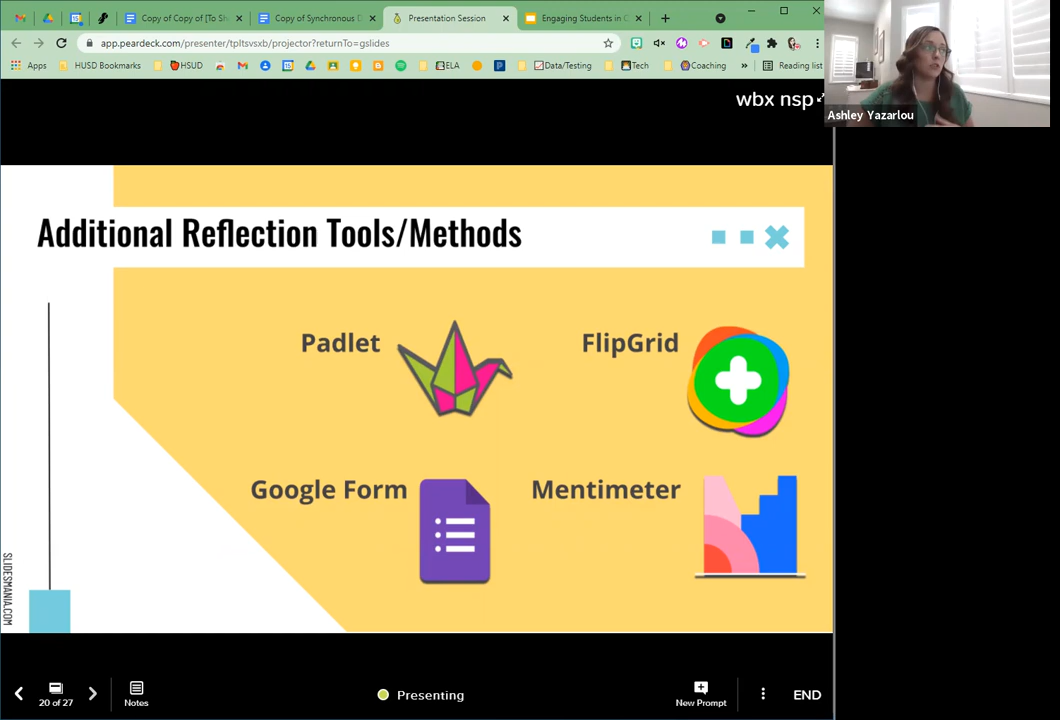 Copy of Copy of [To Sh
Copy of Synchronous D
Presentation Session
Engaging Students in C
app.peardeck.com/presenter/tpltsvsxb/projector?returnTo=gslides
Apps
HUSD Bookmarks
HSUD
ELA
Data/Testing
Tech
Coaching
»
Reading list
wbx nsp
Ashley Yazarlou
Additional Reflection Tools/Methods
Padlet
FlipGrid
Google Form
Mentimeter
SLIDESMANIA.COM
20 of 27
Notes
Presenting
New Prompt
END